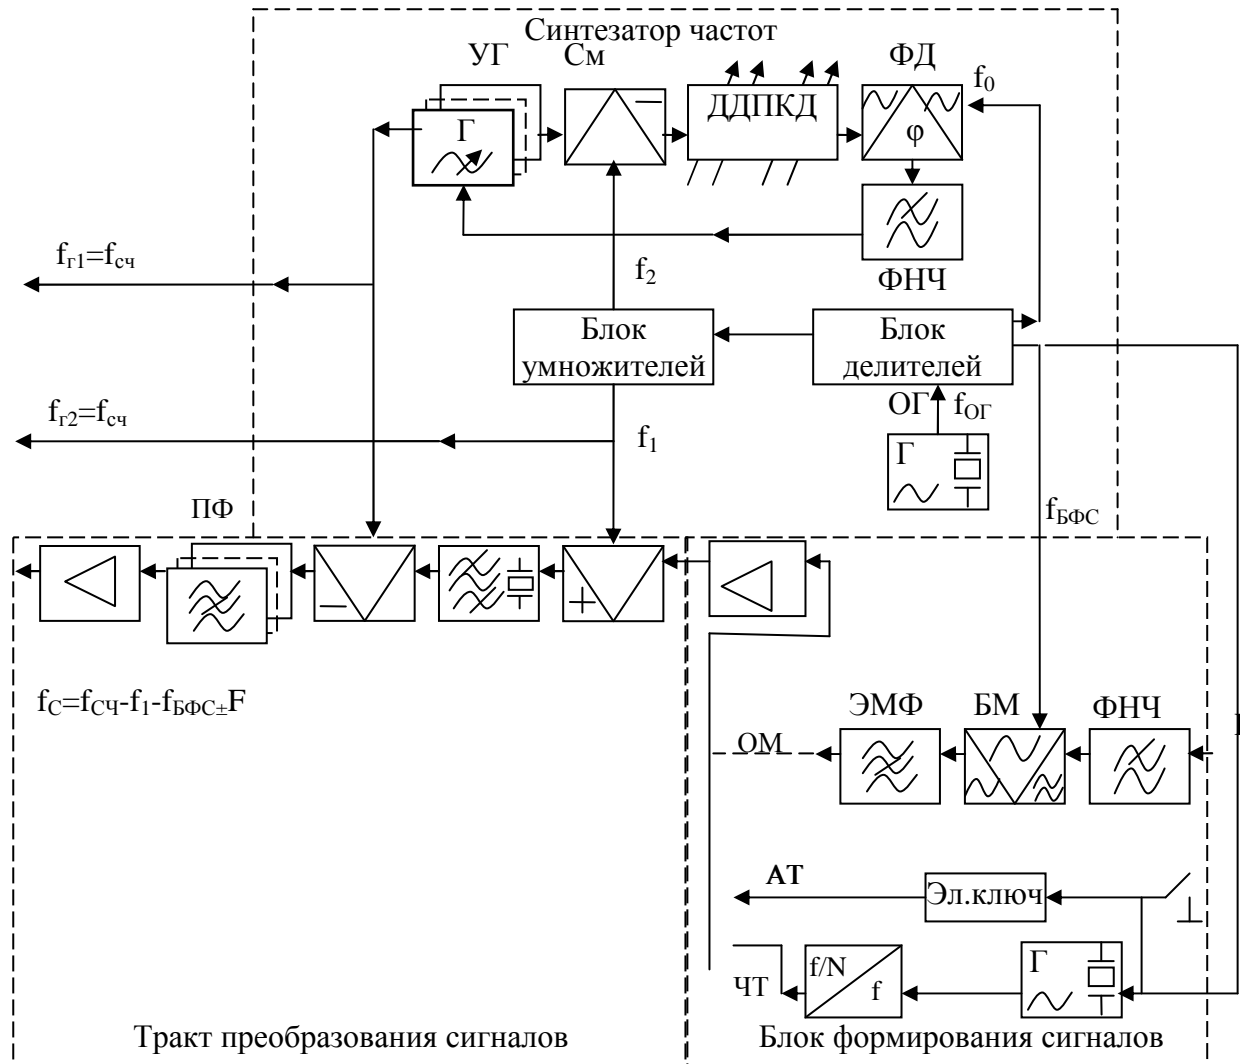 Синтезатор частот
УГ
См
ФД
f₀
ДДПКД
Г
φ
f₂
ФНЧ
fг1=fсч
Блок умножителей
Блок делителей
ОГ
fОГ
fг2=fсч
f₁
Г
ПФ
fБФС
fС=fСЧ-f1-fБФС±F
ЭМФ
БМ
ФНЧ
ОМ
АТ
Эл.ключ
f/N
f
Г
ЧТ
Тракт преобразования сигналов
Блок формирования сигналов